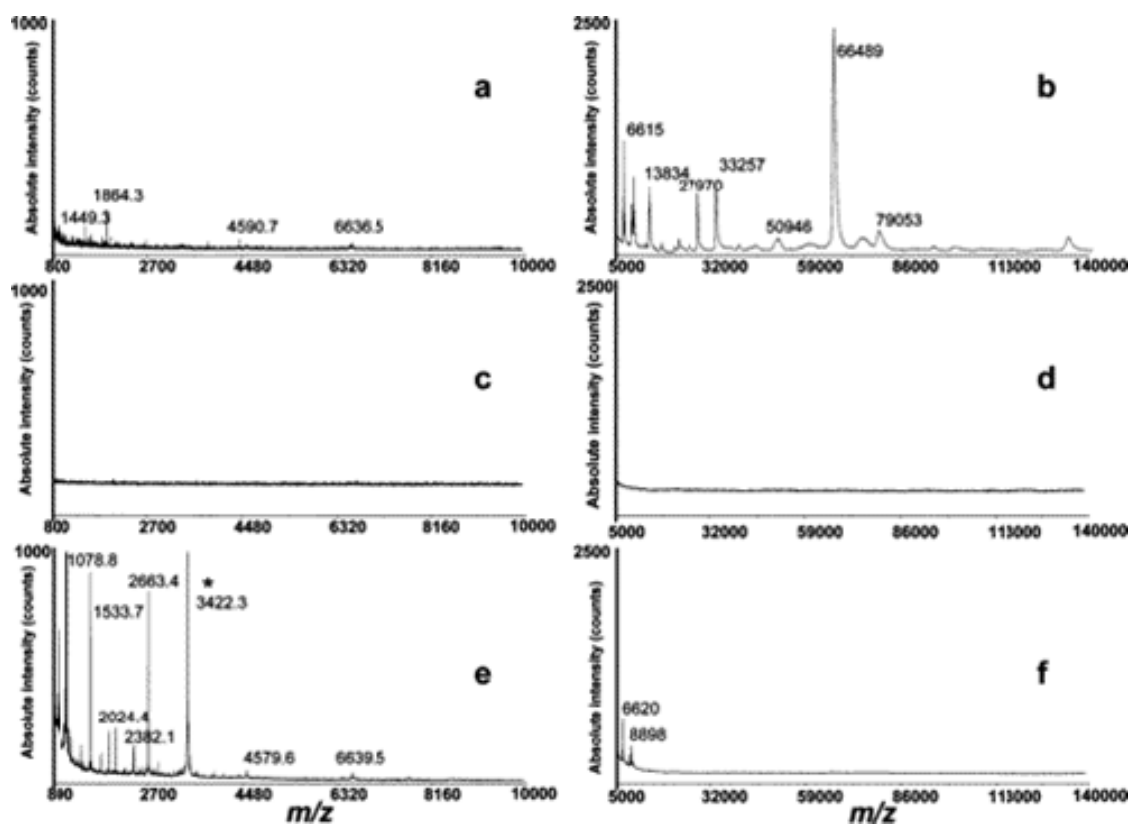 1000
Absolute intensity (counts)
a
1449.3
1864.3
4590.7
6636.5
800 2700 4480 6320 8160 10000
2500
Absolute intensity (counts)
b
6615
13834
27970
33257
50946
66489
79053
5000 32000 59000 86000 113000 140000
1000
Absolute intensity (counts)
c
800 2700 4480 6320 8160 10000
2500
Absolute intensity (counts)
d
5000 32000 59000 86000 113000 140000
1000
Absolute intensity (counts)
e
1078.8
1533.7
2663.4
*
3422.3
2024.4
2382.1
4579.6
6639.5
890 2700 4480 6320 8160 10000
m/z
2500
Absolute intensity (counts)
f
6620
8898
5000 32000 59000 86000 113000 140000
m/z